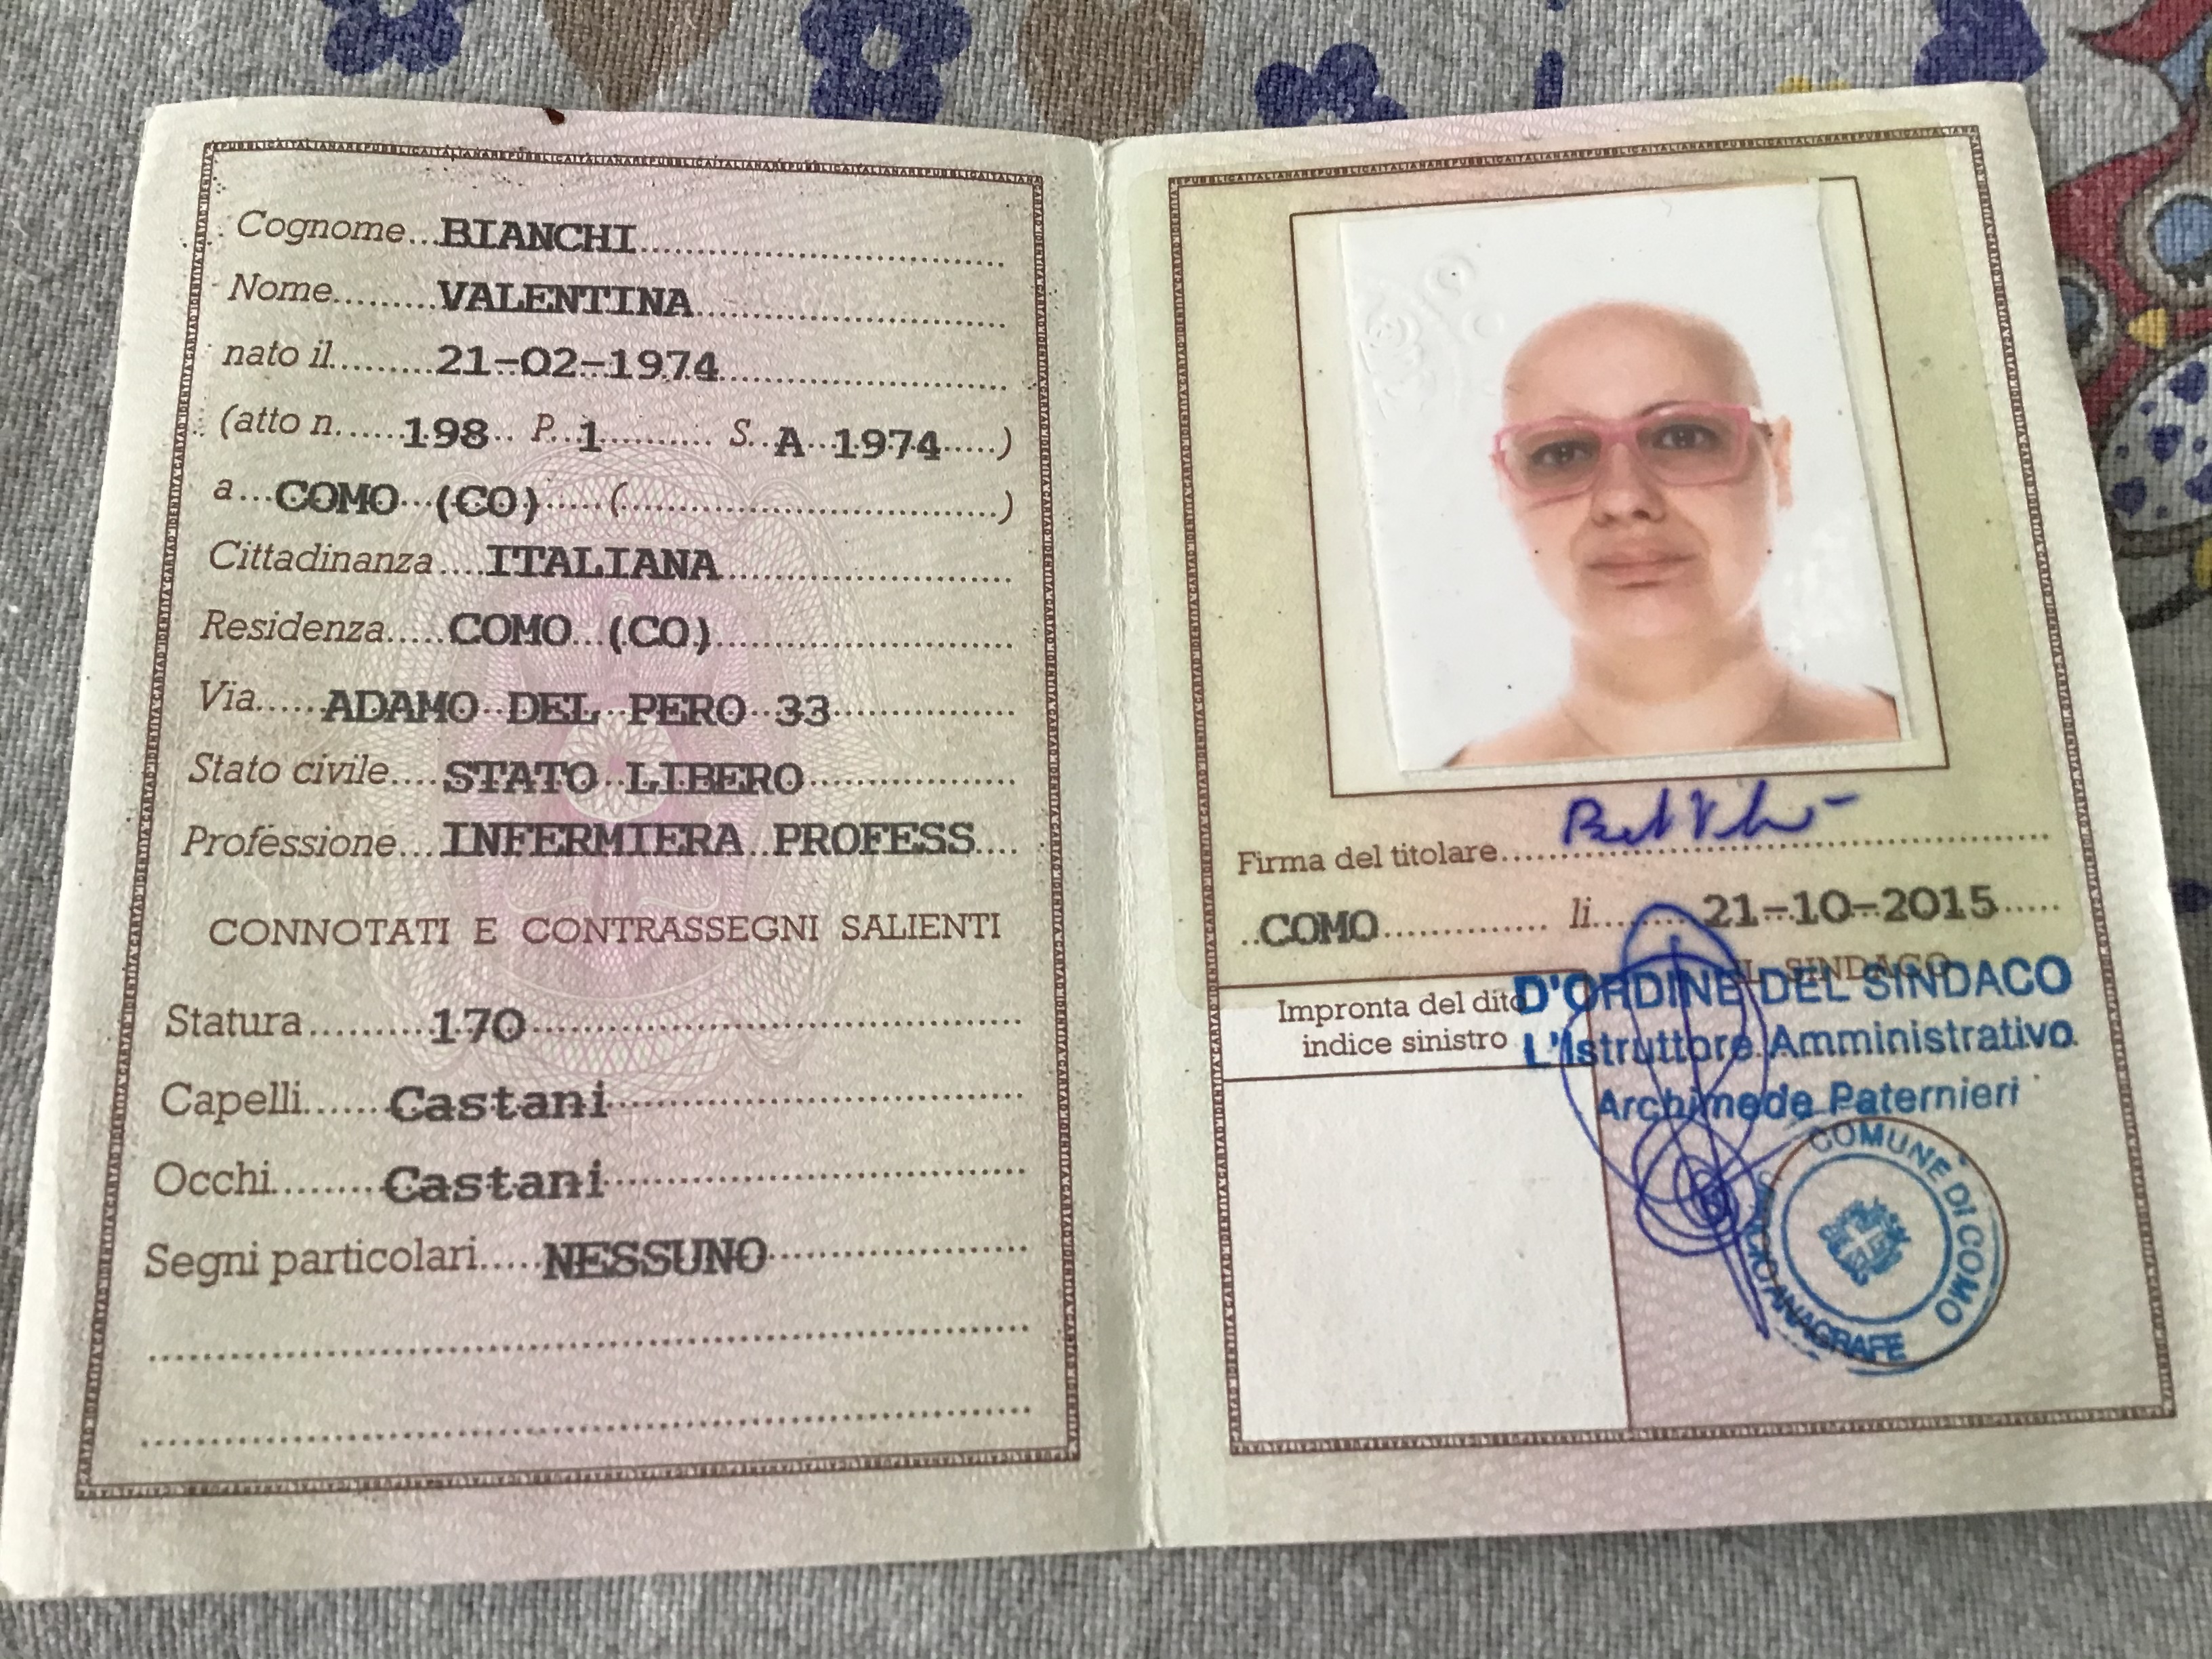 Cognome...BIANCHI
Nome.........VALENTINA
nato il.........21-02-1974
(atto n......198.. P..1.......... S..A..1974.....)
a...COMO...(CO).....(..............................)
Cittadinanza....ITALIANA
Residenza.....COMO...(CO)
Via.....ADAMO DEL PERO 33
Stato civile....STATO LIBERO
Professione...INFERMIERA PROFESS....
CONNOTATI E CONTRASSEGNI SALIENTI
Statura.........170
Capelli......Castani
Occhi........Castani
Segni particolari.....NESSUNO
Firma del titolare
COMO li 21-10-2015
IL SINDACO
D'ORDINE DEL SINDACO
L'Istruttore Amministrativo
Archimede Paternieri
Impronta del dito
indice sinistro
COMUNE DI COMO
UFFICIO ANAGRAFE